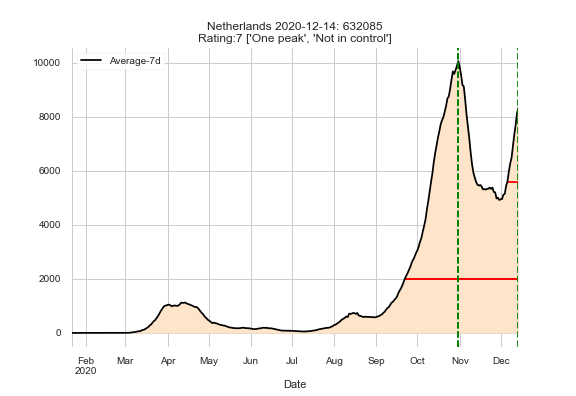 Netherlands 2020-12-14: 632085
Rating:7 ['One peak', 'Not in control']
Average-7d
10000
8000
6000
4000
2000
0
Feb Mar Apr May Jun Jul Aug Sep Oct Nov Dec
2020
Date